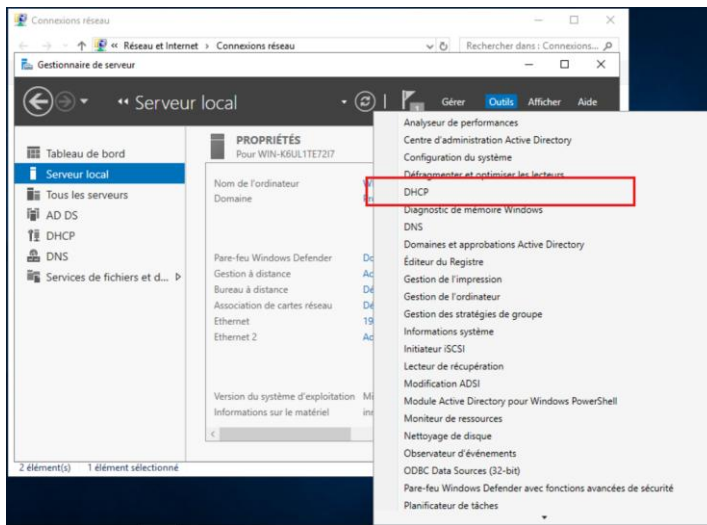 Connexions réseau
« Réseau et Internet › Connexions réseau
Rechercher dans : Connexions...
Gestionnaire de serveur
Serveur local
1
Gérer
Outils
Afficher
Aide
Tableau de bord
Serveur local
Tous les serveurs
AD DS
DHCP
DNS
Services de fichiers et d...
PROPRIÉTÉS
Pour WIN-K6UL1TE72I7
Nom de l'ordinateur
Domaine
Pare-feu Windows Defender
Gestion à distance
Bureau à distance
Association de cartes réseau
Ethernet 19
Ethernet 2
Version du système d'exploitation
Informations sur le matériel
2 élément(s) 1 élément sélectionné
Analyseur de performances
Centre d'administration Active Directory
Configuration du système
Défragmenter et optimiser les lecteurs
DHCP
Diagnostic de mémoire Windows
DNS
Domaines et approbations Active Directory
Éditeur du Registre
Gestion de l'impression
Gestion de l'ordinateur
Gestion des stratégies de groupe
Informations système
Initiateur iSCSI
Lecteur de récupération
Modification ADSI
Module Active Directory pour Windows PowerShell
Moniteur de ressources
Nettoyage de disque
Observateur d'événements
ODBC Data Sources (32-bit)
Pare-feu Windows Defender avec fonctions avancées de sécurité
Planificateur de tâches